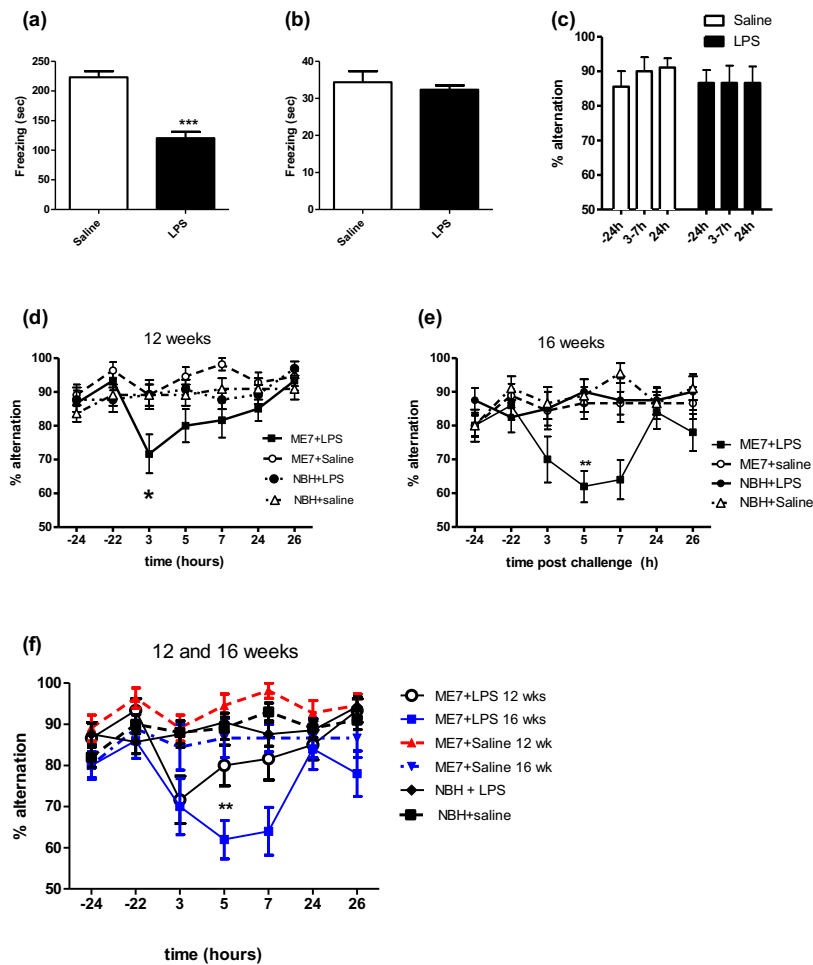 (a)
Freezing (sec)
250
200
150
100
50
0
***
Saline
LPS
(b)
Freezing (sec)
40
30
20
10
0
Saline
LPS
(c)
Saline
LPS
% alternation
100
90
80
70
60
50
-24h
3-7h
24h
-24h
3-7h
24h
(d)
12 weeks
% alternation
100
90
80
70
60
50
*
ME7+LPS
ME7+Saline
NBH+LPS
NBH+saline
-24
-22
3
5
7
24
26
time (hours)
(e)
16 weeks
% alternation
100
90
80
70
60
50
**
ME7+LPS
ME7+saline
NBH+LPS
NBH+Saline
-24
-22
3
5
7
24
26
time post challenge (h)
(f)
12 and 16 weeks
% alternation
100
90
80
70
60
50
**
ME7+LPS 12 wks
ME7+LPS 16 wks
ME7+Saline 12 wk
ME7+Saline 16 wk
NBH + LPS
NBH+saline
-24
-22
3
5
7
24
26
time (hours)